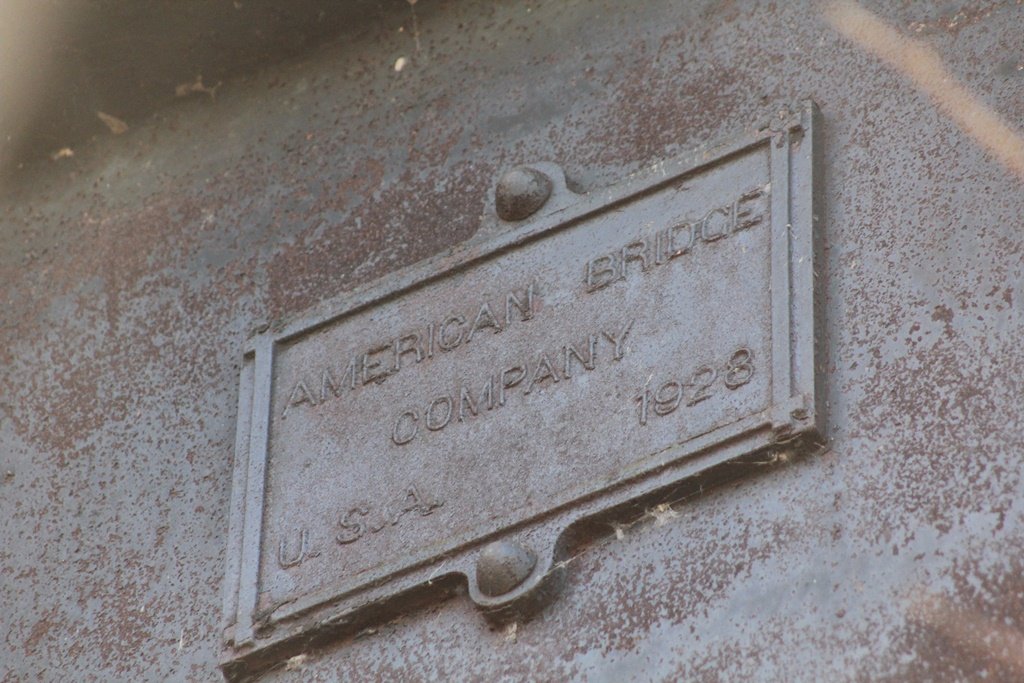 AMERICAN BRIDGE
COMPANY
U. S. A. 1928